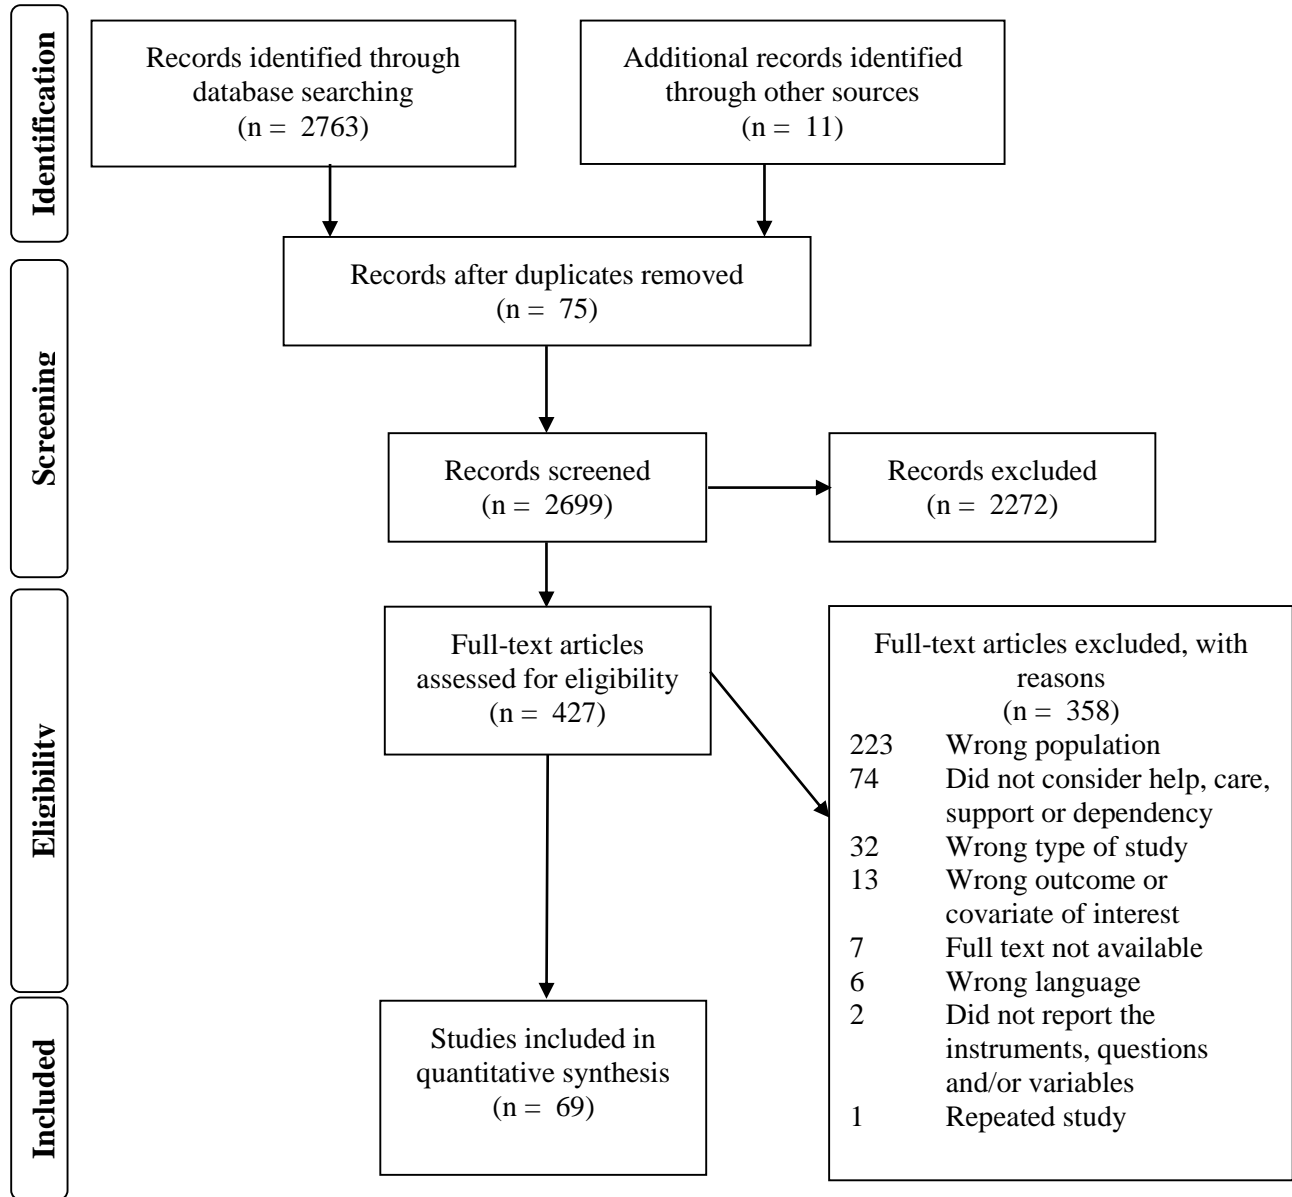 Identification
Records identified through
database searching
(n = 2763)
Additional records identified
through other sources
(n = 11)
Records after duplicates removed
(n = 75)
Screening
Records screened
(n = 2699)
Records excluded
(n = 2272)
Eligibility
Full-text articles
assessed for eligibility
(n = 427)
Full-text articles excluded, with
reasons
(n = 358)
223 Wrong population
74 Did not consider help, care,
support or dependency
32 Wrong type of study
13 Wrong outcome or
covariate of interest
7 Full text not available
6 Wrong language
2 Did not report the
instruments, questions
and/or variables
1 Repeated study
Included
Studies included in
quantitative synthesis
(n = 69)